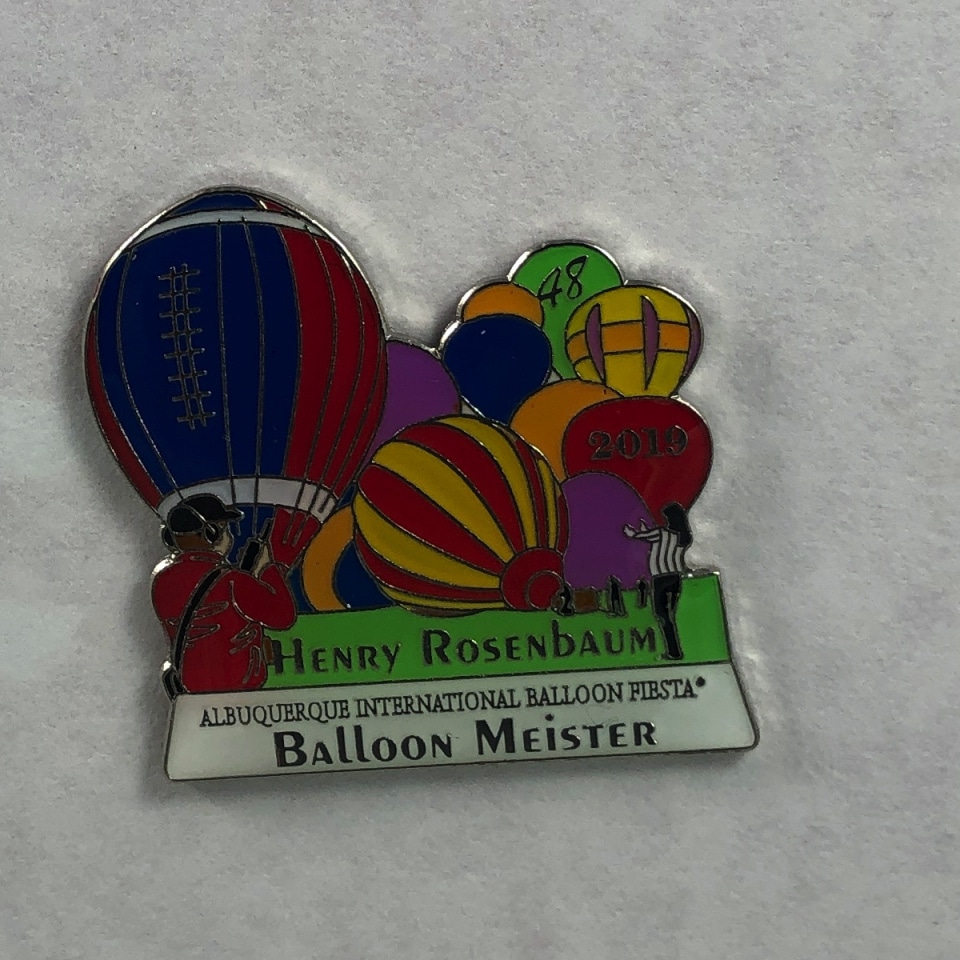 48
2019
HENRY ROSENBAUM
ALBUQUERQUE INTERNATIONAL BALLOON FIESTA®
BALLOON MEISTER